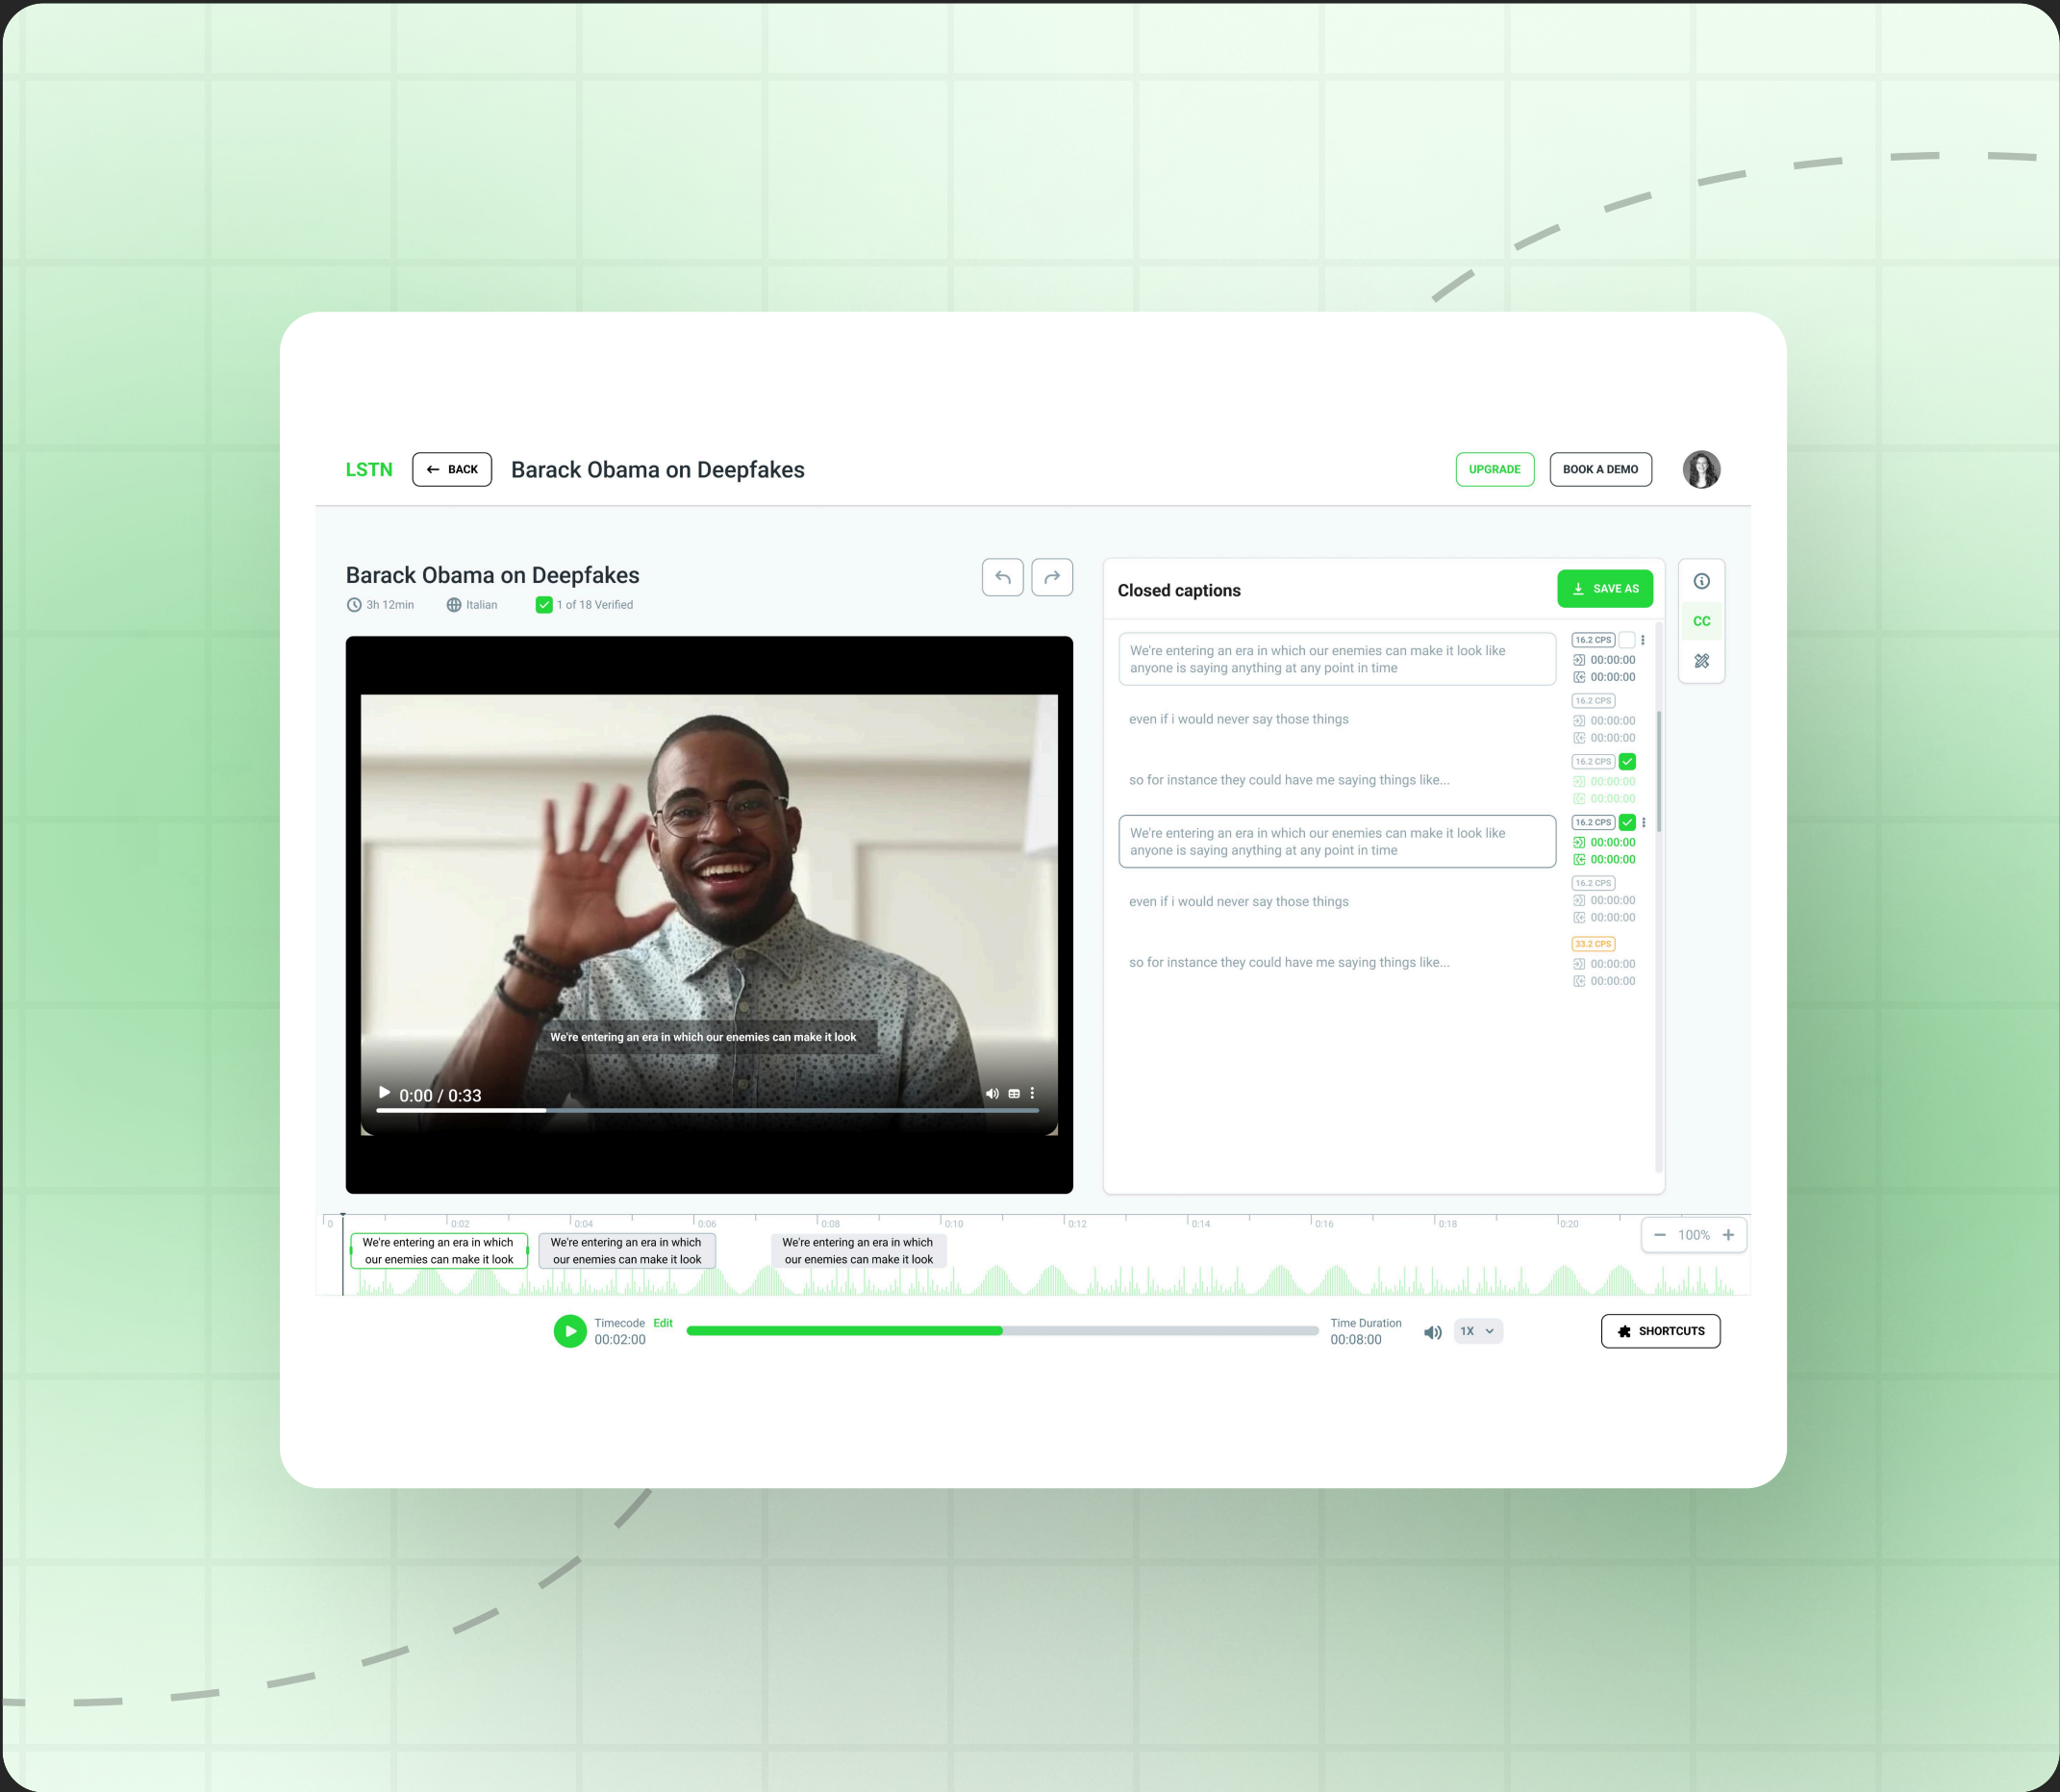 LSTN
BACK
Barack Obama on Deepfakes
UPGRADE
BOOK A DEMO
Barack Obama on Deepfakes
3h 12min
Italian
1 of 18 Verified
We're entering an era in which our enemies can make it look
0:00 / 0:33
Closed captions
SAVE AS
CC
We're entering an era in which our enemies can make it look like
anyone is saying anything at any point in time
16.2 CPS
00:00:00
00:00:00
even if i would never say those things
16.2 CPS
00:00:00
00:00:00
so for instance they could have me saying things like...
16.2 CPS
00:00:00
00:00:00
We're entering an era in which our enemies can make it look like
anyone is saying anything at any point in time
16.2 CPS
00:00:00
00:00:00
even if i would never say those things
16.2 CPS
00:00:00
00:00:00
so for instance they could have me saying things like...
33.2 CPS
00:00:00
00:00:00
0 0:02 0:04 0:06 0:08 0:10 0:12 0:14 0:16 0:18 0:20
We're entering an era in which
our enemies can make it look
We're entering an era in which
our enemies can make it look
We're entering an era in which
our enemies can make it look
100%
Timecode Edit
00:02:00
Time Duration
00:08:00
1X
SHORTCUTS